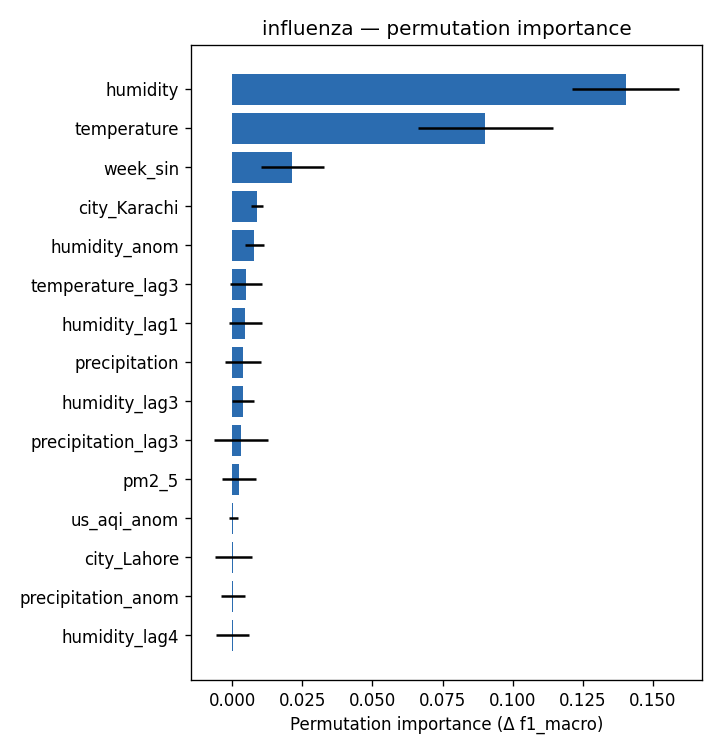 influenza — permutation importance
humidity
temperature
week_sin
city_Karachi
humidity_anom
temperature_lag3
humidity_lag1
precipitation
humidity_lag3
precipitation_lag3
pm2_5
us_aqi_anom
city_Lahore
precipitation_anom
humidity_lag4
0.000 0.025 0.050 0.075 0.100 0.125 0.150
Permutation importance (Δ f1_macro)